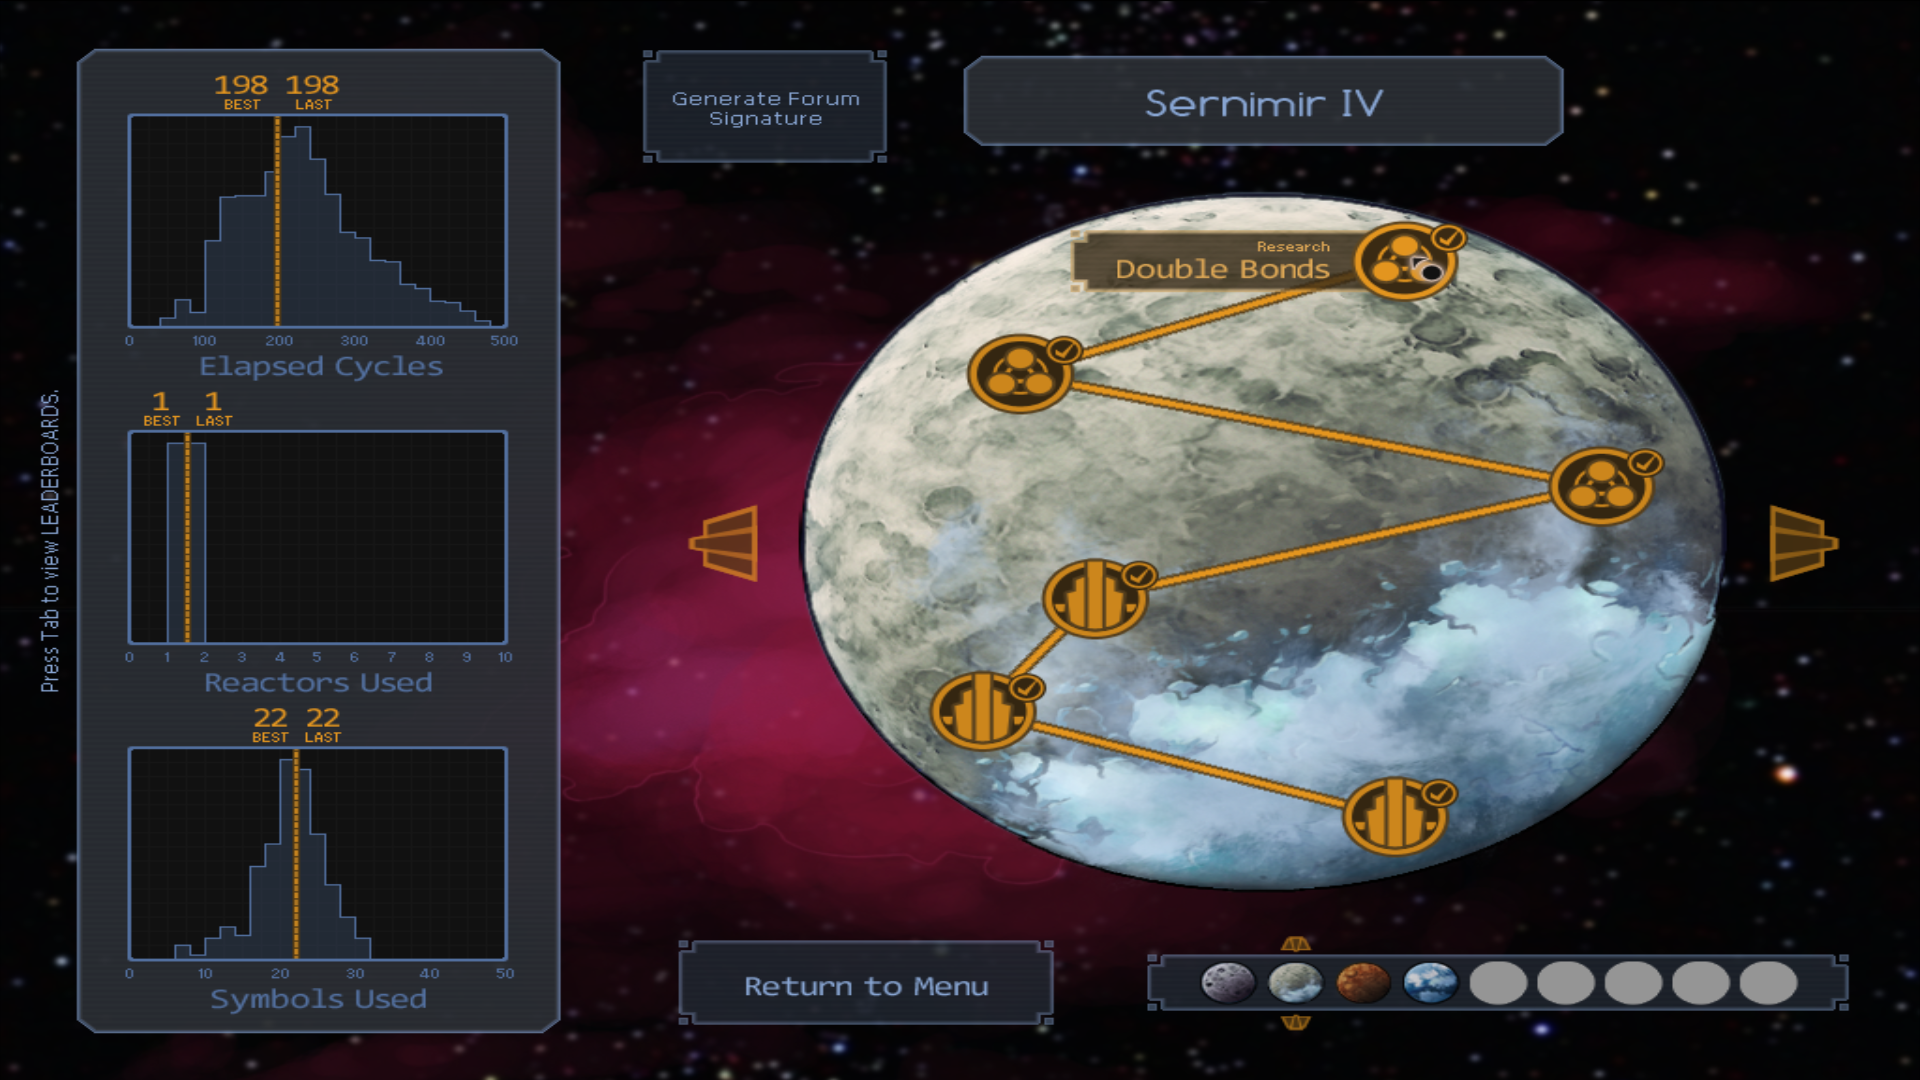 198 198
BEST LAST
0 100 200 300 400 500
Elapsed Cycles
1 1
BEST LAST
0 1 2 3 4 5 6 7 8 9 10
Reactors Used
22 22
BEST LAST
0 10 20 30 40 50
Symbols Used
Press Tab to view LEADERBOARDS.
Generate Forum
Signature
Sernimir IV
Research
Double Bonds
Return to Menu